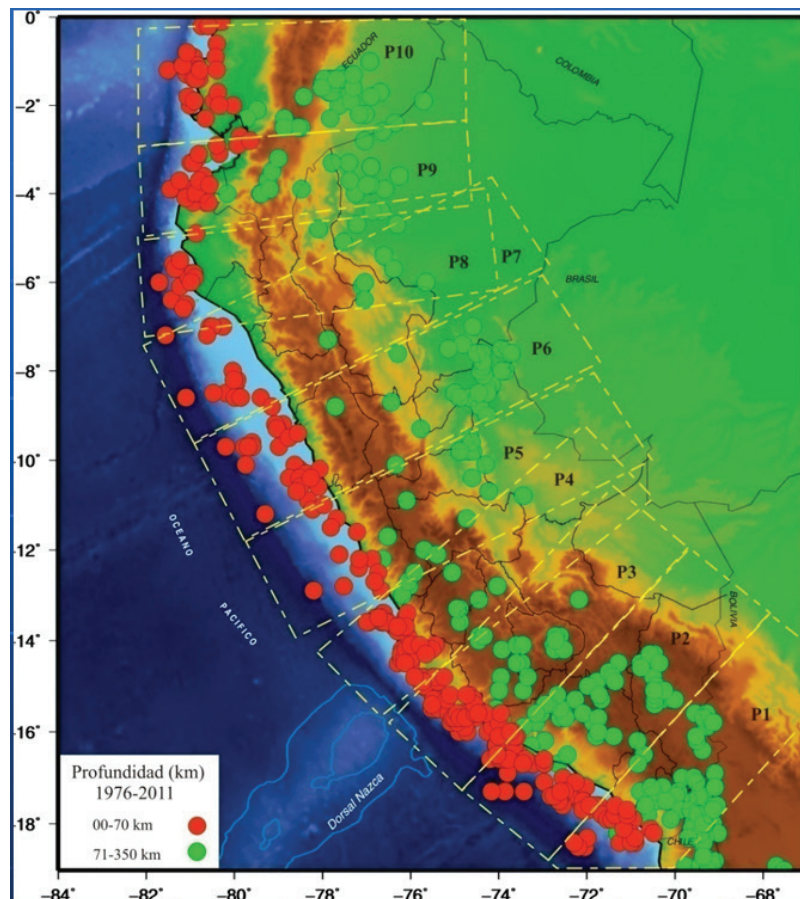 0˚
-2˚
-4˚
-6˚
-8˚
10˚
12˚
14˚
16˚
18˚
ECUADOR
P10
COLOMBIA
P9
P8
P7
BRASIL
P6
P5
P4
P3
BOLIVIA
P2
P1
OCEANO
PACIFICO
Dorsal Nazca
CHILE
Profundidad (km)
1976-2011
00-70 km
71-350 km
-84
-82˚
-80˚
-78˚
-76˚
-74˚
-72˚
-70˚
-68˚